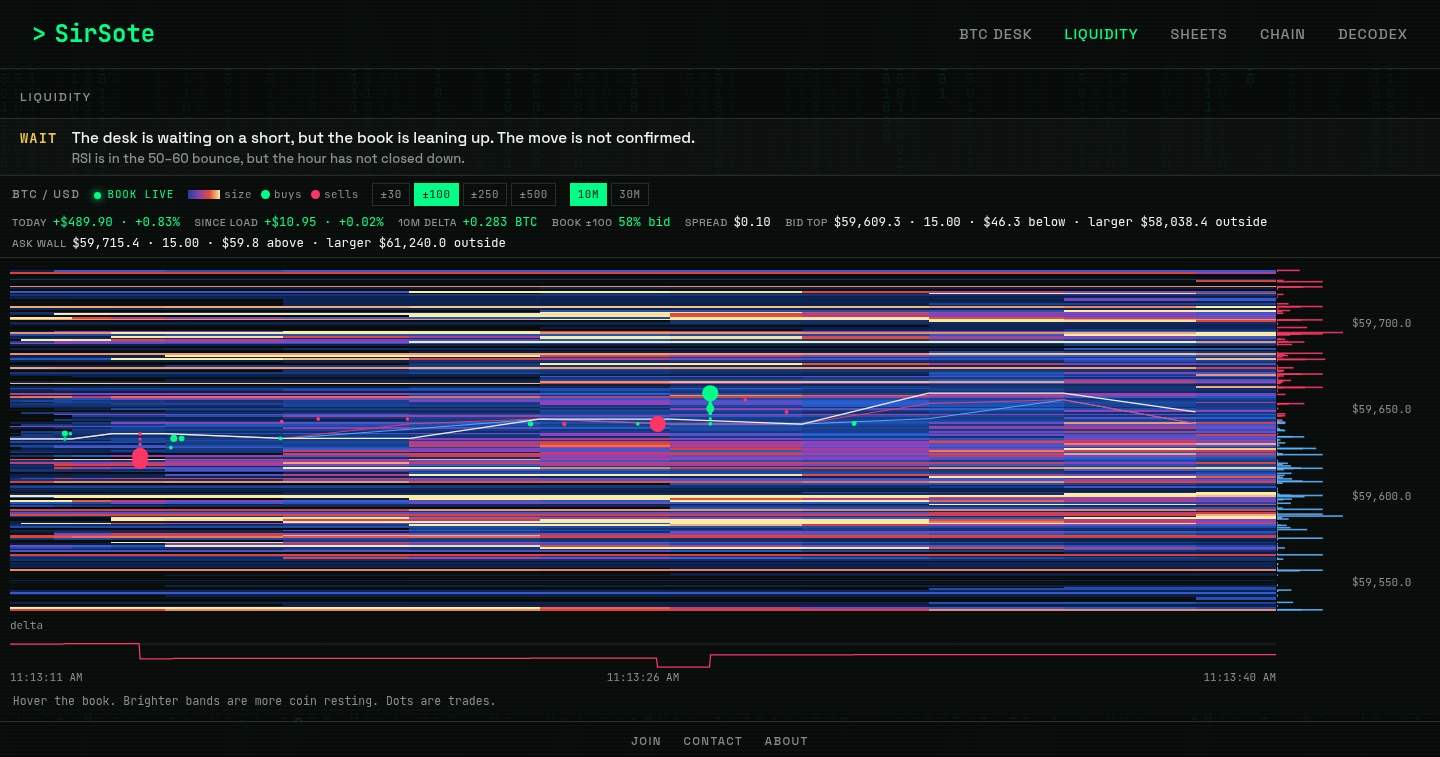 > SirSote
BTC DESK LIQUIDITY SHEETS CHAIN DECODEX
LIQUIDITY
WAIT The desk is waiting on a short, but the book is leaning up. The move is not confirmed.
RSI is in the 50–60 bounce, but the hour has not closed down.
BTC / USD BOOK LIVE size buys sells ±30 ±100 ±250 ±500 10M 30M
TODAY +$489.90 · +0.83% SINCE LOAD +$10.95 · +0.02% 10M DELTA +0.283 BTC BOOK ±100 58% bid SPREAD $0.10 BID TOP $59,609.3 · 15.00 · $46.3 below · larger $58,038.4 outside
ASK WALL $59,715.4 · 15.00 · $59.8 above · larger $61,240.0 outside
$59,700.0
$59,650.0
$59,600.0
$59,550.0
delta
11:13:11 AM 11:13:26 AM 11:13:40 AM
Hover the book. Brighter bands are more coin resting. Dots are trades.
JOIN CONTACT ABOUT